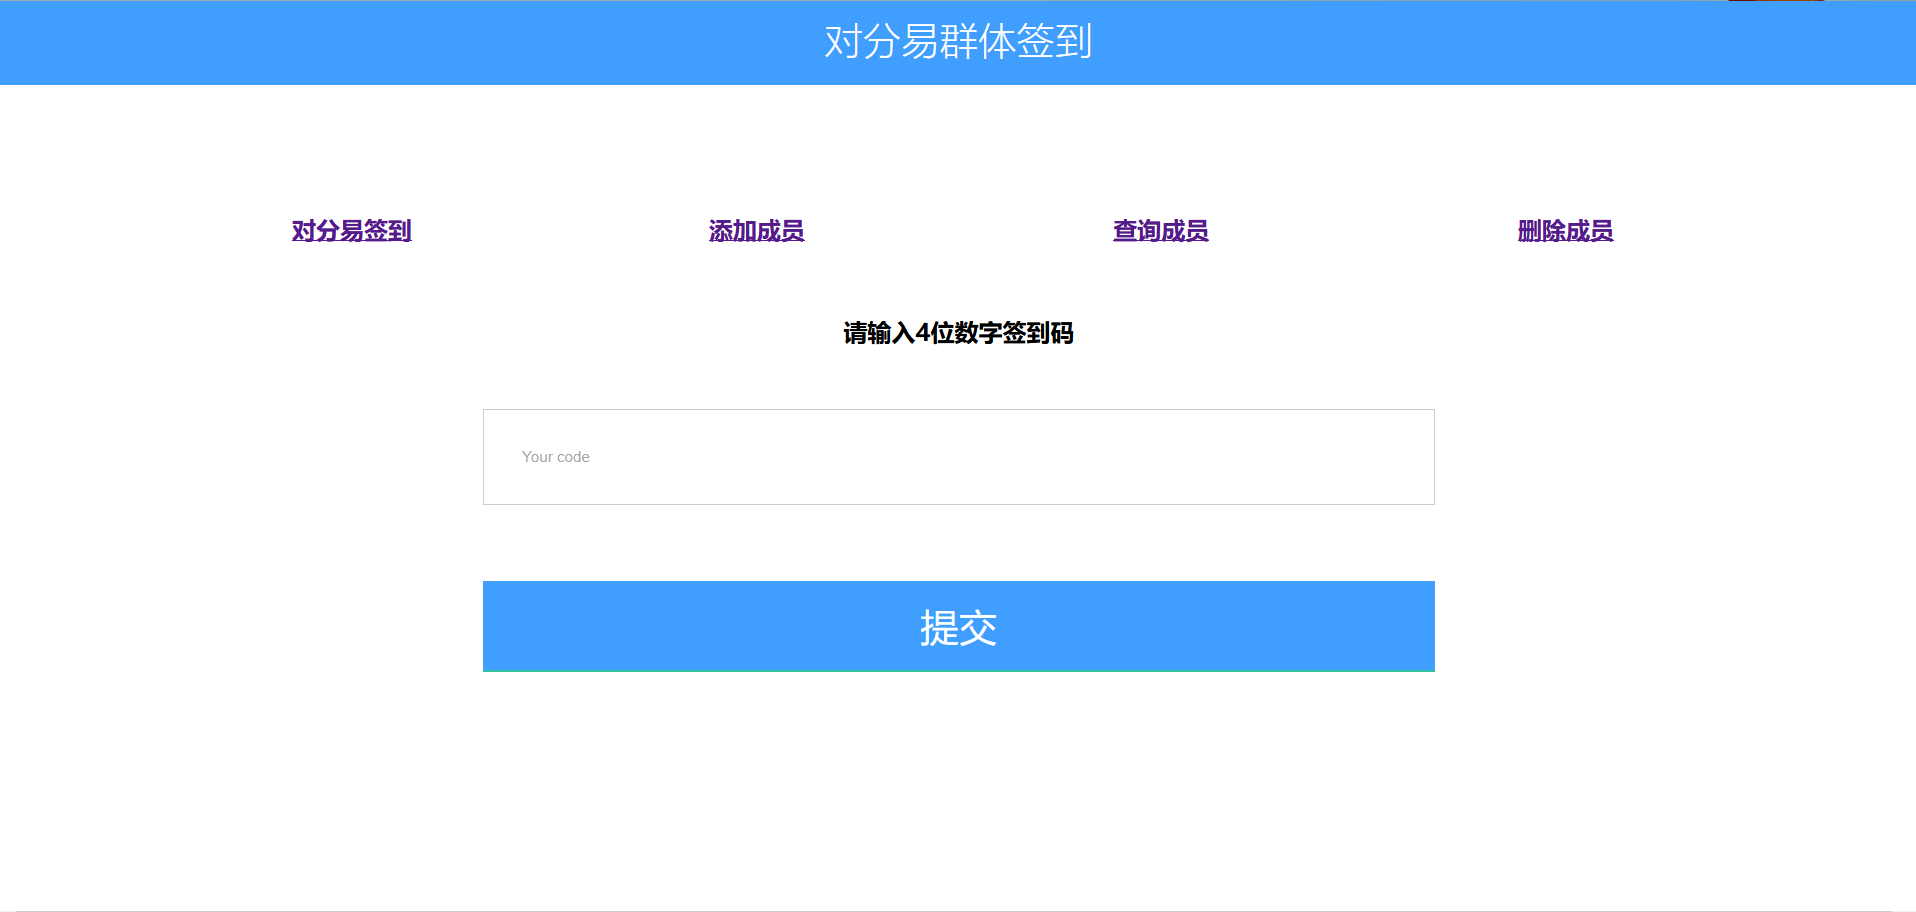 对分易群体签到
对分易签到
添加成员
查询成员
删除成员
请输入4位数字签到码
Your code
提交